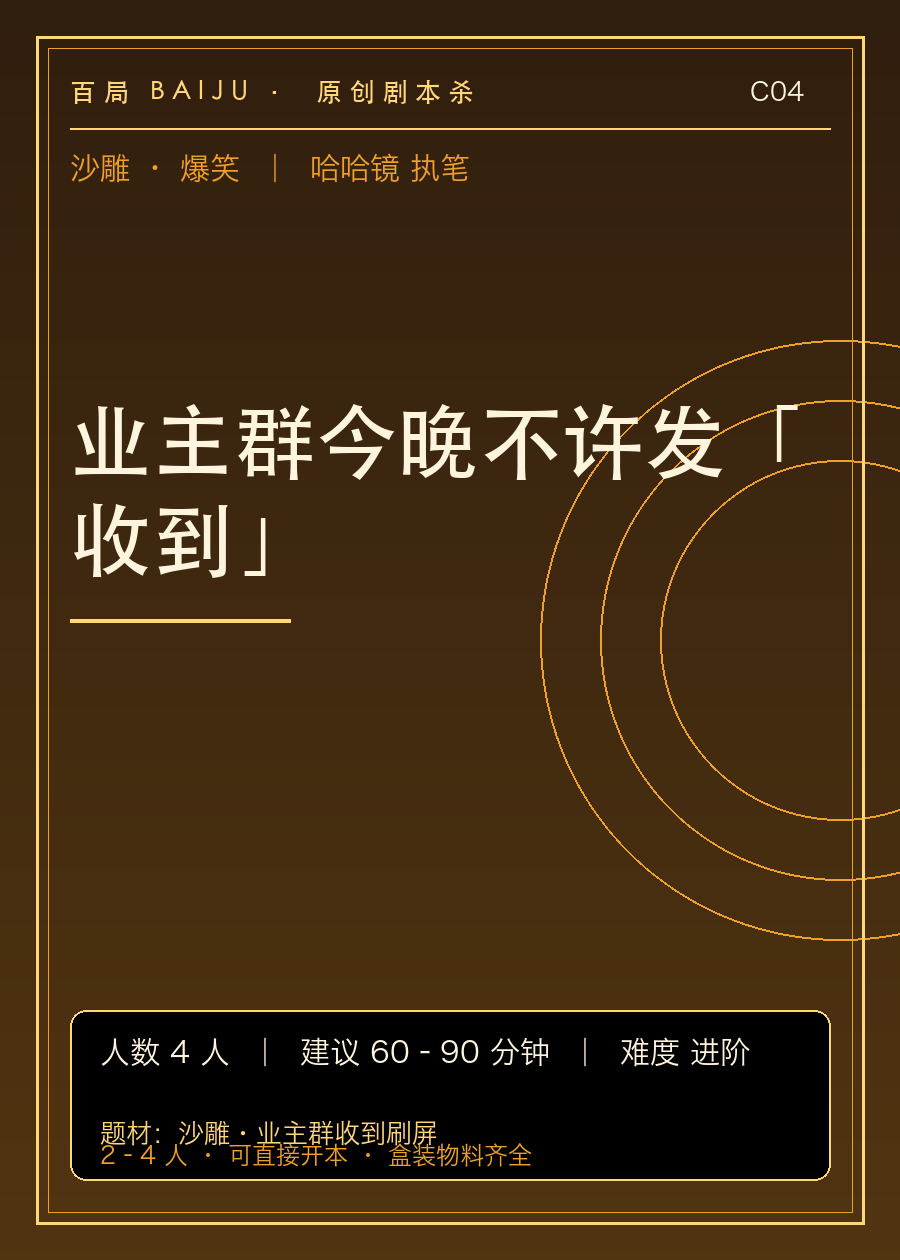 百局 BAIJU · 原创剧本杀 C04
沙雕 · 爆笑 ｜ 哈哈镜 执笔
业主群今晚不许发「
收到」
人数 4 人 ｜ 建议 60 - 90 分钟 ｜ 难度 进阶
题材：沙雕 · 业主群收到刷屏
2 - 4 人 · 可直接开本 · 盒装物料齐全